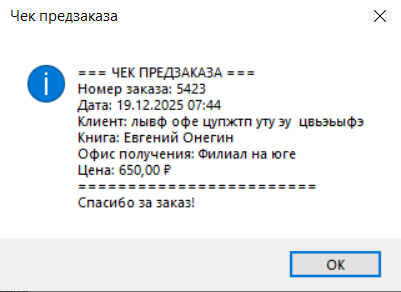 Чек предзаказа
=== ЧЕК ПРЕДЗАКАЗА ===
Номер заказа: 5423
Дата: 19.12.2025 07:44
Клиент: лывф офе цупжтп уту эу  цвьэьыфэ
Книга: Евгений Онегин
Офис получения: Филиал на юге
Цена: 650,00 ₽
=========================
Спасибо за заказ!
OK